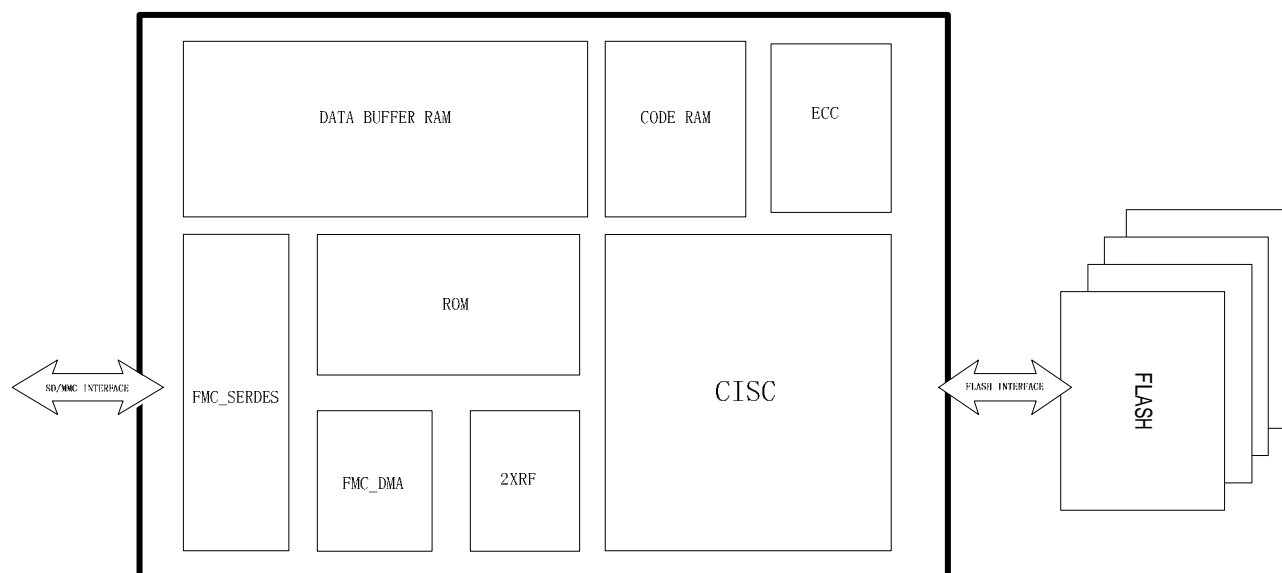 DATA BUFFER RAM
CODE RAM
ECC
ROM
SD/MMC INTERFACE
FMC_SERDES
CISC
FLASH INTERFACE
FLASH
FMC_DMA
2XRF